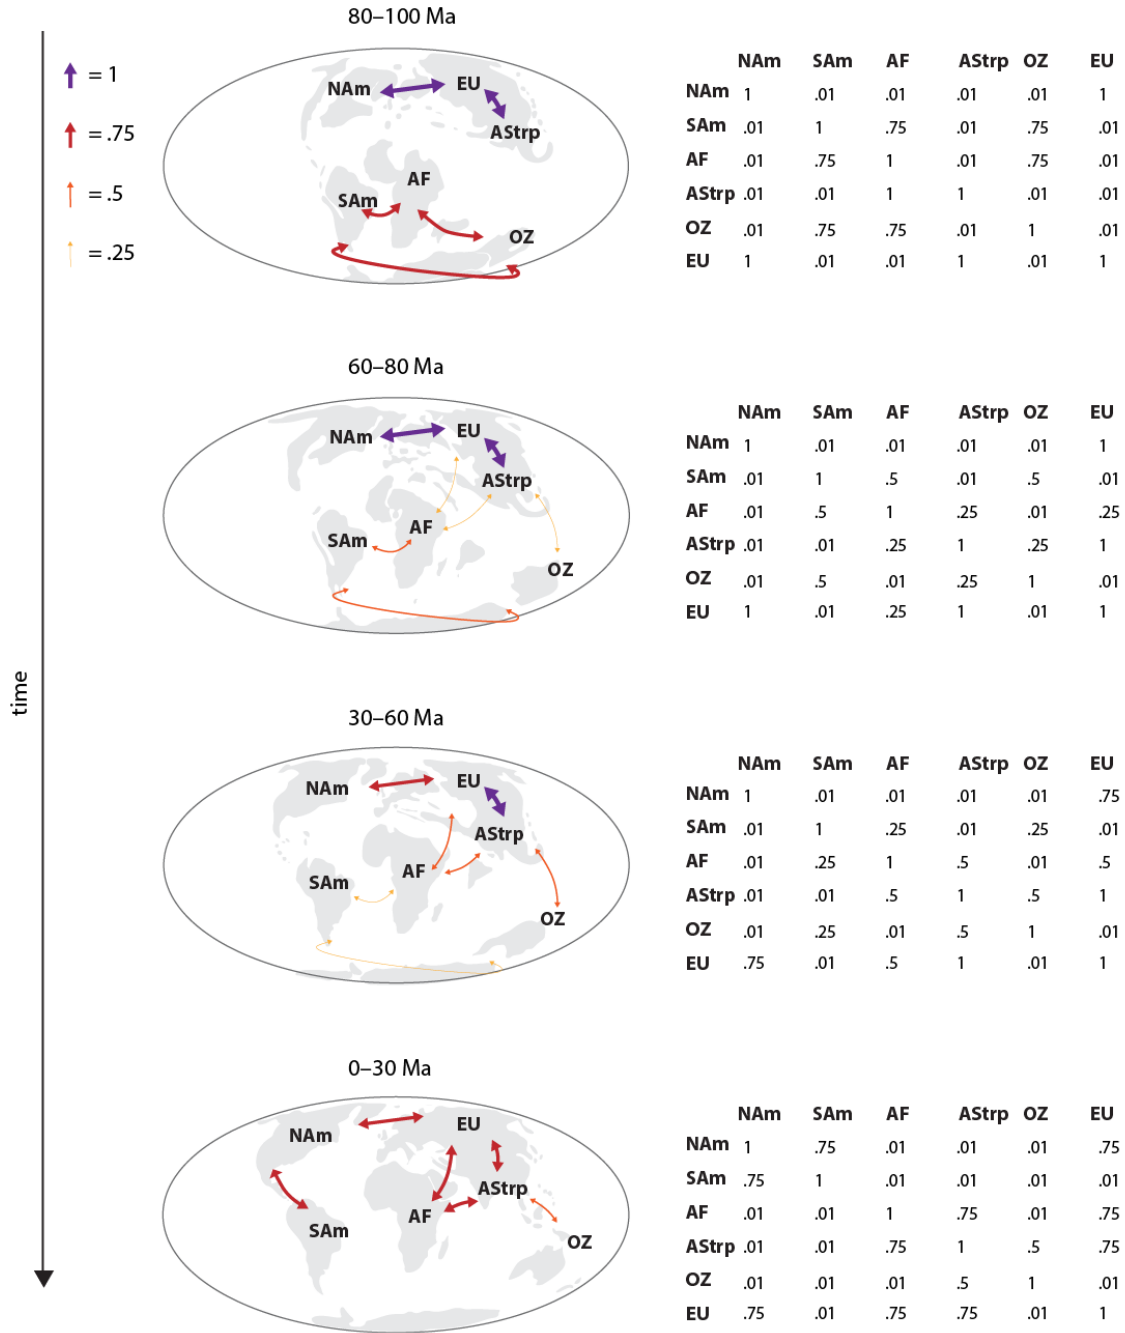 80–100 Ma
= 1
= .75
= .5
= .25
NAm EU
AStrp
AF
SAm
OZ
NAm SAm AF AStrp OZ EU
NAm 1 .01 .01 .01 .01 1
SAm .01 1 .75 .01 .75 .01
AF .01 .75 1 .01 .75 .01
AStrp .01 .01 1 1 .01 .01
OZ .01 .75 .75 .01 1 .01
EU 1 .01 .01 1 .01 1
60–80 Ma
NAm EU
AStrp
AF
SAm
OZ
NAm SAm AF AStrp OZ EU
NAm 1 .01 .01 .01 .01 1
SAm .01 1 .5 .01 .5 .01
AF .01 .5 1 .25 .01 .25
AStrp .01 .01 .25 1 .25 1
OZ .01 .5 .01 .25 1 .01
EU 1 .01 .25 1 .01 1
time
30–60 Ma
NAm EU
AStrp
AF
SAm
OZ
NAm SAm AF AStrp OZ EU
NAm 1 .01 .01 .01 .01 .75
SAm .01 1 .25 .01 .25 .01
AF .01 .25 1 .5 .01 .5
AStrp .01 .01 .5 1 .5 1
OZ .01 .25 .01 .5 1 .01
EU .75 .01 .5 1 .01 1
0–30 Ma
NAm EU
AStrp
AF
SAm
OZ
NAm SAm AF AStrp OZ EU
NAm 1 .75 .01 .01 .01 .75
SAm .75 1 .01 .01 .01 .01
AF .01 .01 1 .75 .01 .75
AStrp .01 .01 .75 1 .5 .75
OZ .01 .01 .01 .5 1 .01
EU .75 .01 .75 .75 .01 1